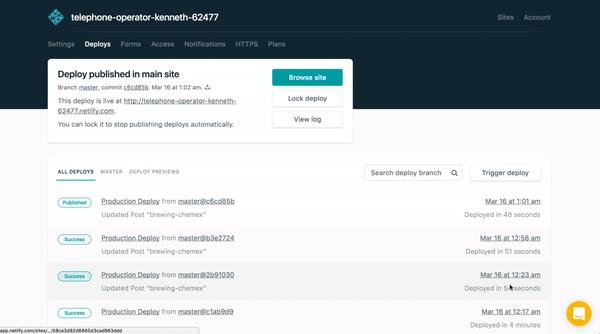 telephone-operator-kenneth-62477
Sites Account
Settings Deploys Forms Access Notifications HTTPS Plans
Deploy published in main site
Branch master, commit c6cd85b. Mar 16 at 1:02 am.
This deploy is live at http://telephone-operator-kenneth-
62477.netlify.com.
You can lock it to stop publishing deploys automatically.
Browse site
Lock deploy
View log
ALL DEPLOYS MASTER DEPLOY PREVIEWS
Search deploy branch
Trigger deploy
Published Production Deploy from master@c6cd85b Mar 16 at 1:01 am
Updated Post "brewing-chemex" Deployed in 48 seconds
Success Production Deploy from master@b3e2724 Mar 16 at 12:58 am
Updated Post "brewing-chemex" Deployed in 51 seconds
Success Production Deploy from master@2b91030 Mar 16 at 12:23 am
Updated Post "brewing-chemex" Deployed in seconds
Success Production Deploy from master@c1ab9d9 Mar 16 at 12:17 am
Deployed in 4 minutes